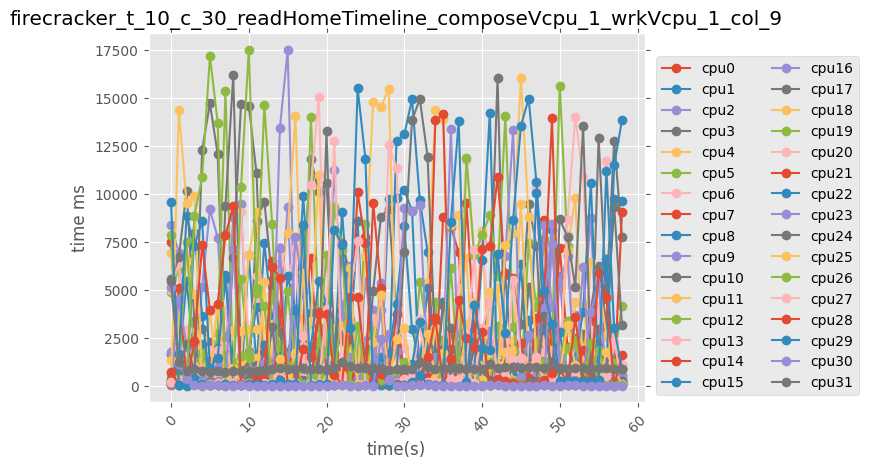 firecracker_t_10_c_30_readHomeTimeline_composeVcpu_1_wrkVcpu_1_col_9
time ms
17500
15000
12500
10000
7500
5000
2500
0
0
10
20
30
40
50
60
time(s)
cpu0
cpu1
cpu2
cpu3
cpu4
cpu5
cpu6
cpu7
cpu8
cpu9
cpu10
cpu11
cpu12
cpu13
cpu14
cpu15
cpu16
cpu17
cpu18
cpu19
cpu20
cpu21
cpu22
cpu23
cpu24
cpu25
cpu26
cpu27
cpu28
cpu29
cpu30
cpu31